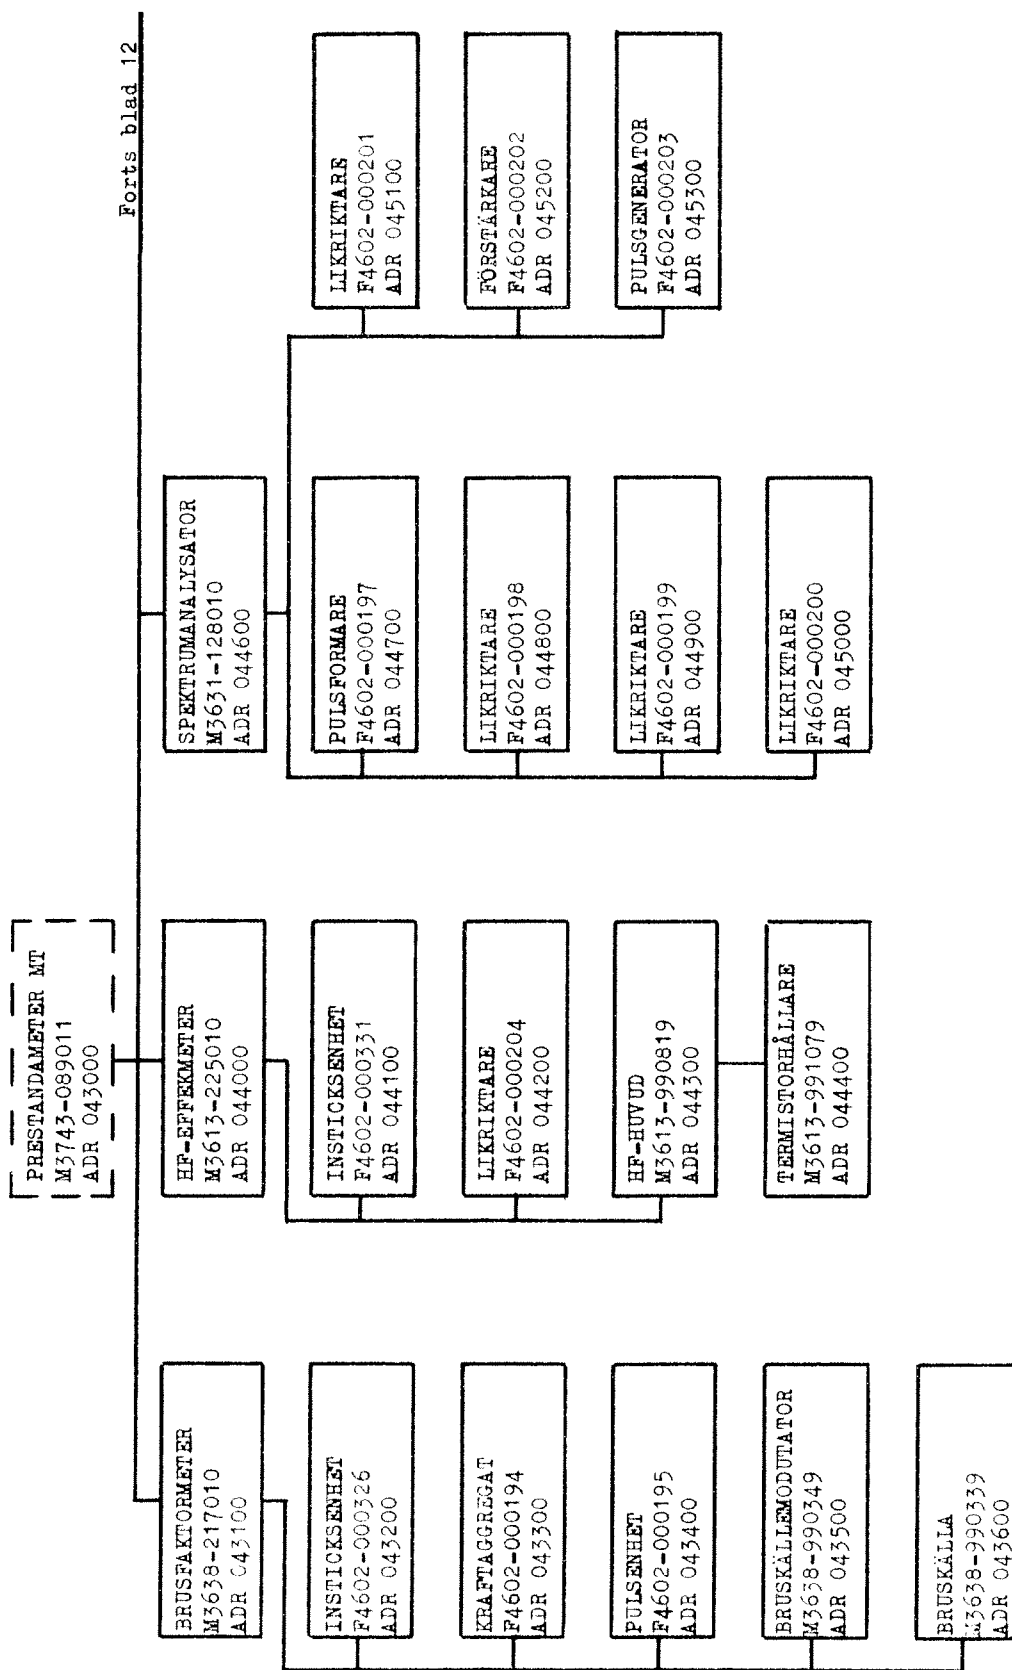 PRESTANDAMETER MT
M3743-089011
ADR 043000
Forts blad 12
BRUSFAKTORMETER
M3638-217010
ADR 043100
INSTICKSENHET
F4602-000326
ADR 043200
KRAFTAGGREGAT
F4602-000194
ADR 043300
PULSENHET
F4602-000195
ADR 043400
BRUSKÄLLEMODUTATOR
M3638-990349
ADR 043500
BRUSKÄLLA
M3638-990339
ADR 043600
HF-EFFEKMETER
M3613-225010
ADR 044000
INSTICKSENHET
F4602-000331
ADR 044100
LIKRIKTARE
F4602-000204
ADR 044200
HF-HUVUD
M3613-990819
ADR 044300
TERMISTORHÅLLARE
M3613-991079
ADR 044400
SPEKTRUMANALYSATOR
M3631-128010
ADR 044600
PULSFORMARE
F4602-000197
ADR 044700
LIKRIKTARE
F4602-000198
ADR 044800
LIKRIKTARE
F4602-000199
ADR 044900
LIKRIKTARE
F4602-000200
ADR 045000
LIKRIKTARE
F4602-000201
ADR 045100
FÖRSTÄRKARE
F4602-000202
ADR 045200
PULSGENERATOR
F4602-000203
ADR 045300